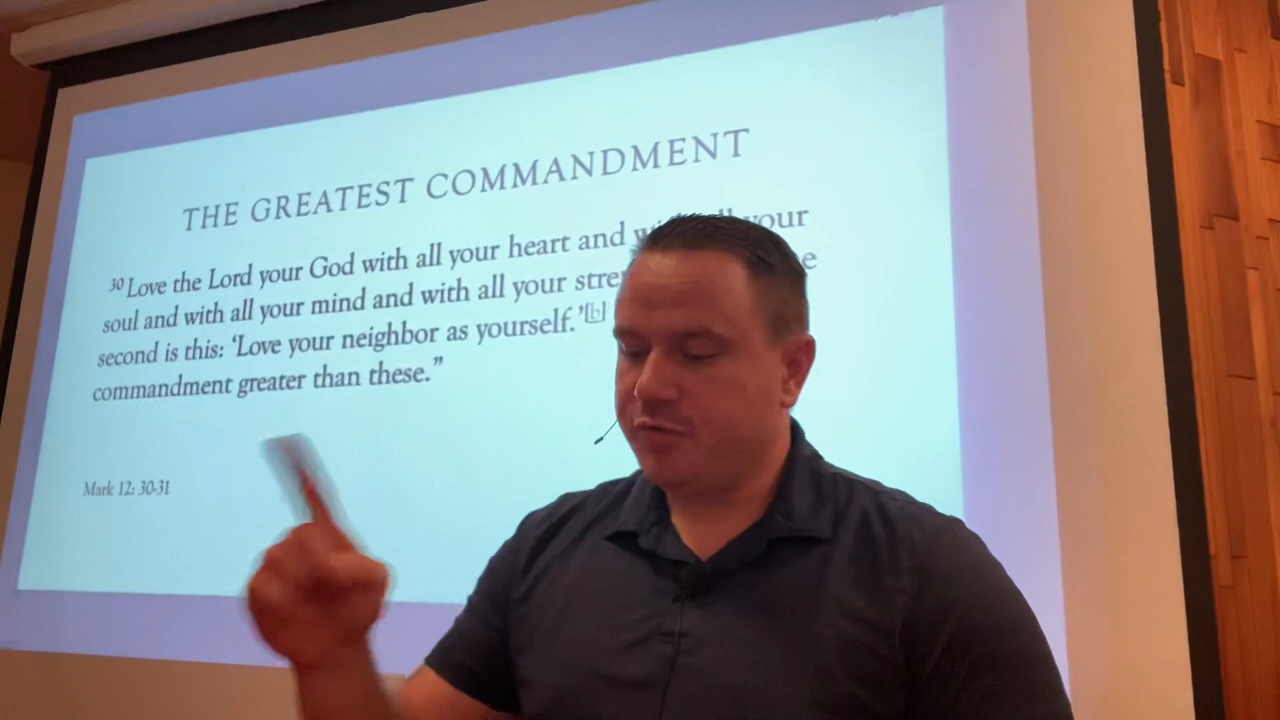 THE GREATEST COMMANDMENT
30 Love the Lord your God with all your heart and your
soul and with all your mind and with all your
second is this: ‘Love your neighbor as yourself.’[b]
commandment greater than these.”
Mark 12: 30-31